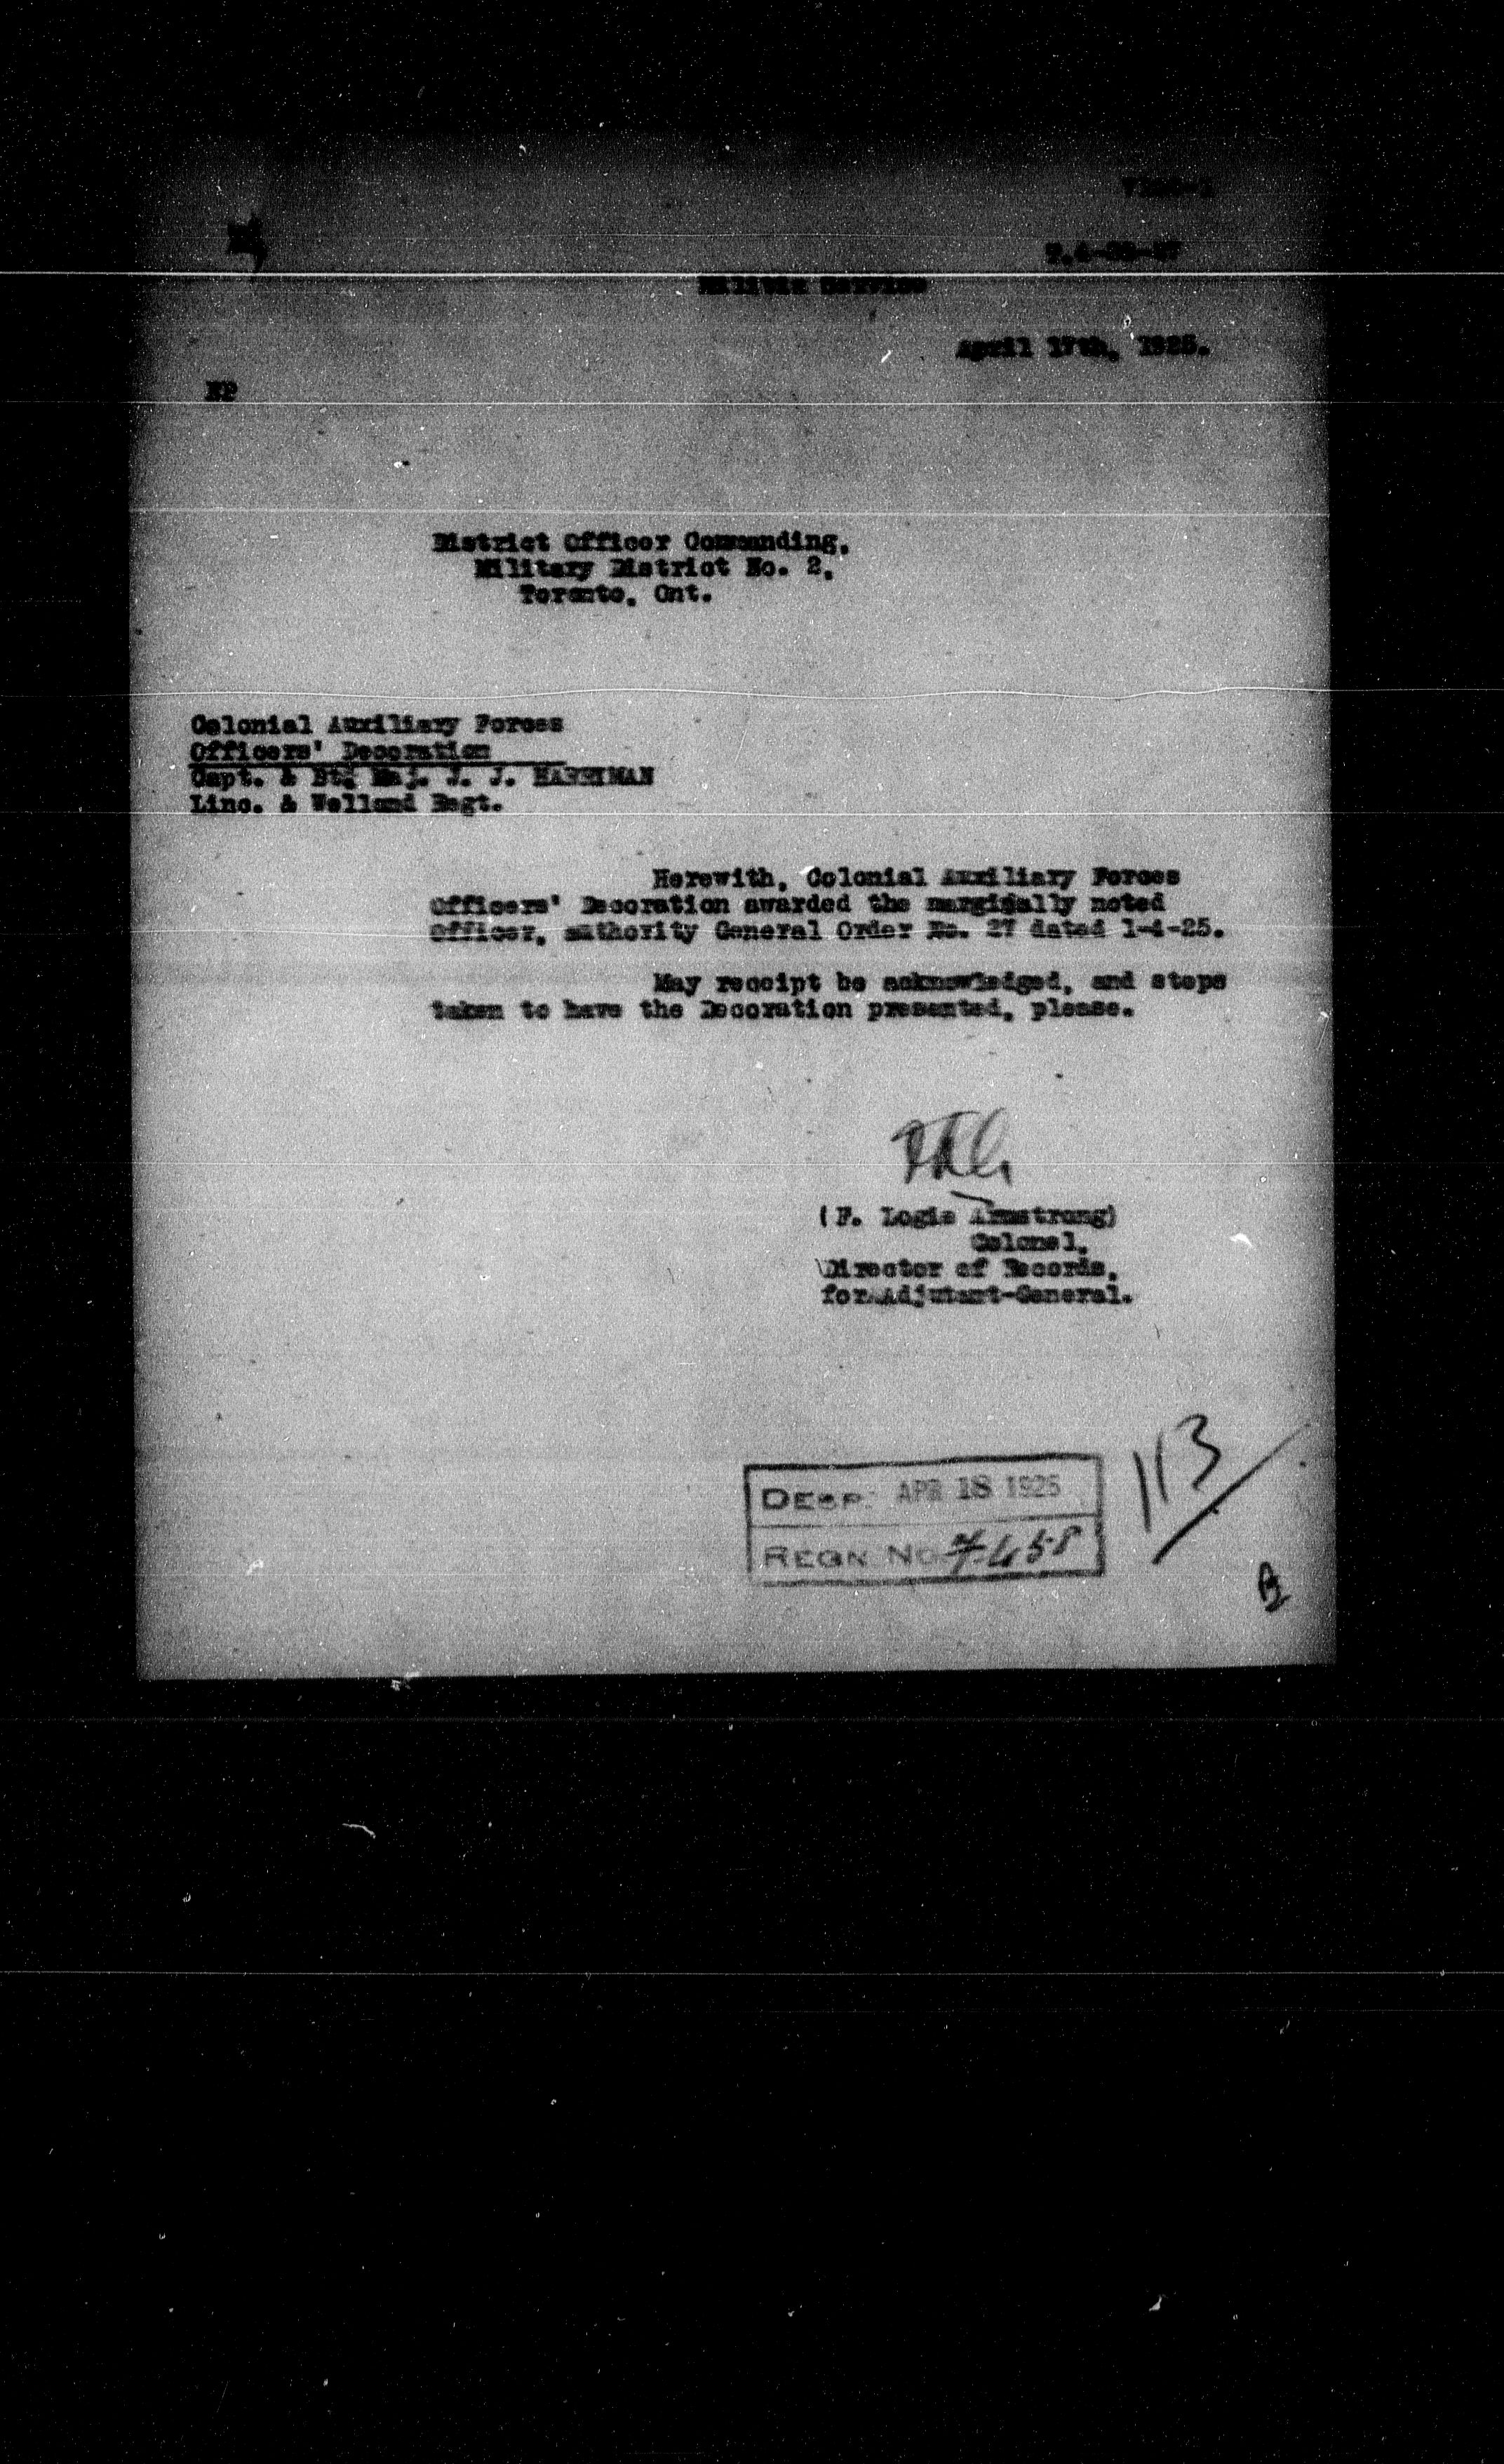 Militia Service
April 17th, 1925.
District Officer Commanding,
Military District No. 2,
Toronto, Ont.
Colonial Auxiliary Forces
Officers' Decoration
Capt. & Bt. Maj. J. J. HARRIMAN
Linc. & Welland Regt.
Herewith, Colonial Auxiliary Forces
Officers' Decoration awarded the marginally noted
Officer, authority General Order No. 27 dated 1-4-25.
May receipt be acknowledged, and steps
taken to have the Decoration presented, please.
(F. Logie Armstrong)
Colonel,
Director of Records,
for Adjutant-General.
113
DESP. APR 18 1925
REGN No.